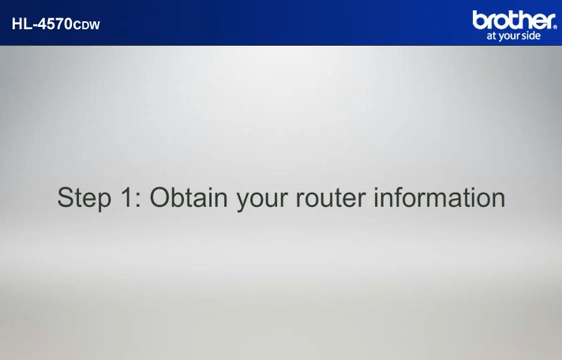 HL-4570CDW
brother
at your side
Step 1: Obtain your router information